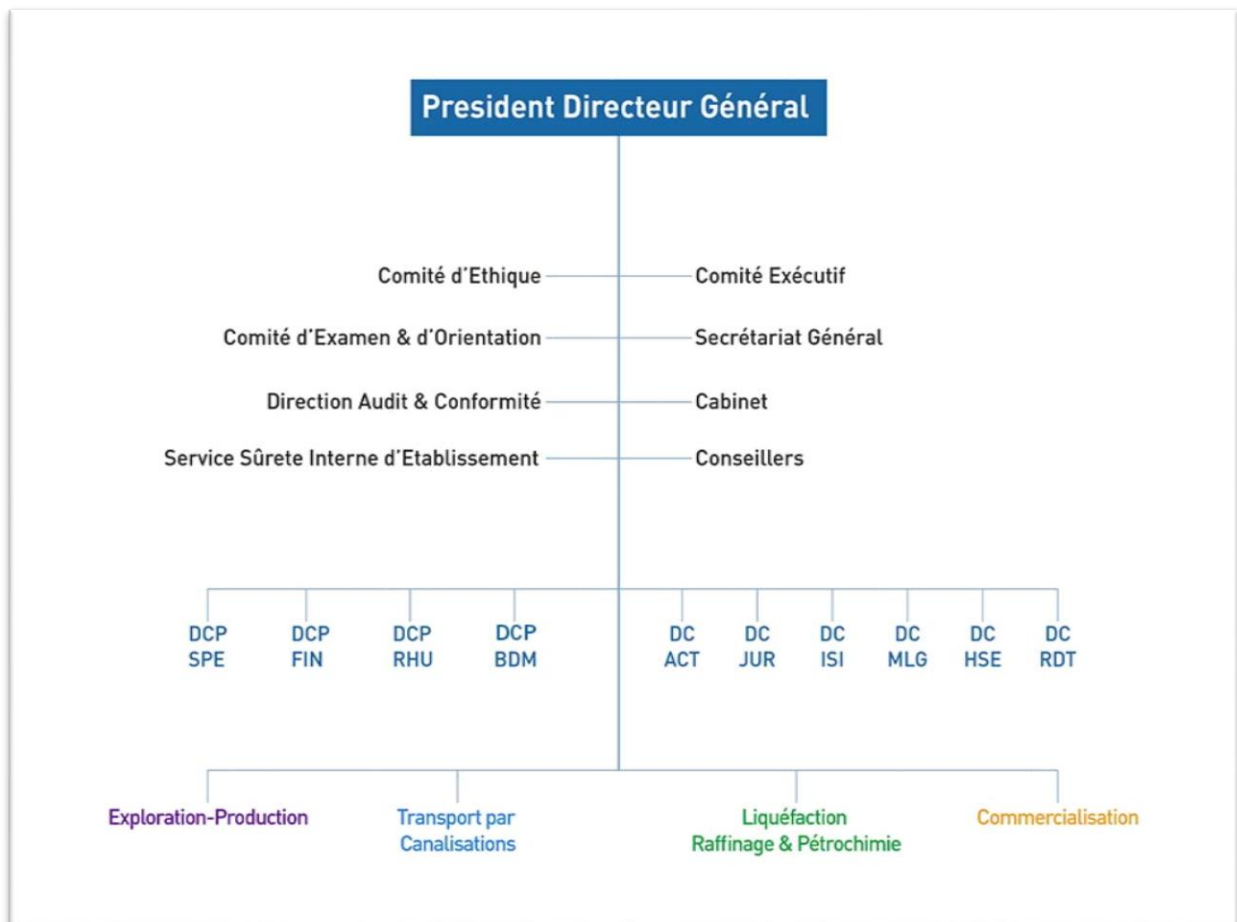 President Directeur Général
Comité d'Ethique
Comité Exécutif
Comité d'Examen & d'Orientation
Secrétariat Général
Direction Audit & Conformité
Cabinet
Service Sûrete Interne d'Etablissement
Conseillers
DCP
SPE
DCP
FIN
DCP
RHU
DCP
BDM
DC
ACT
DC
JUR
DC
ISI
DC
MLG
DC
HSE
DC
RDT
Exploration-Production
Transport par
Canalisations
Liquéfaction
Raffinage & Pétrochimie
Commercialisation